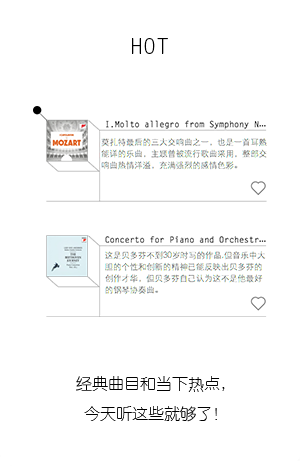 HOT
I.Molto allegro from Symphony N...
MOZART
莫扎特最后的三大交响曲之一，也是一首耳熟
能详的乐曲，主题曾被流行歌曲采用，整部交
响曲热情洋溢，充满强烈的感情色彩。
Concerto for Piano and Orchestr...
这是贝多芬不到30岁时写的作品,但音乐中大
胆的个性和创新的精神已能反映出贝多芬的
创作才华，但贝多芬自己认为这不是他最好
的钢琴协奏曲。
经典曲目和当下热点，
今天听这些就够了!